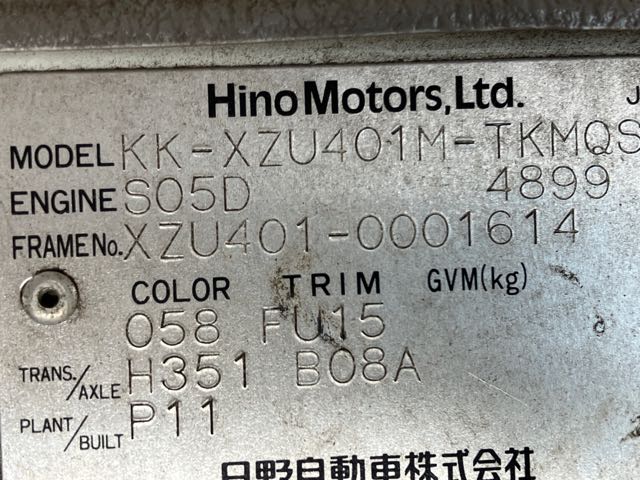 Hino Motors, Ltd. J
MODEL KK-XZU401M-TKMQS
ENGINE S05D 4899
FRAME No. XZU401-0001614
COLOR TRIM GVM(kg)
058 FU15
TRANS./AXLE H351 B08A
PLANT/BUILT P11
日野自動車株式会社